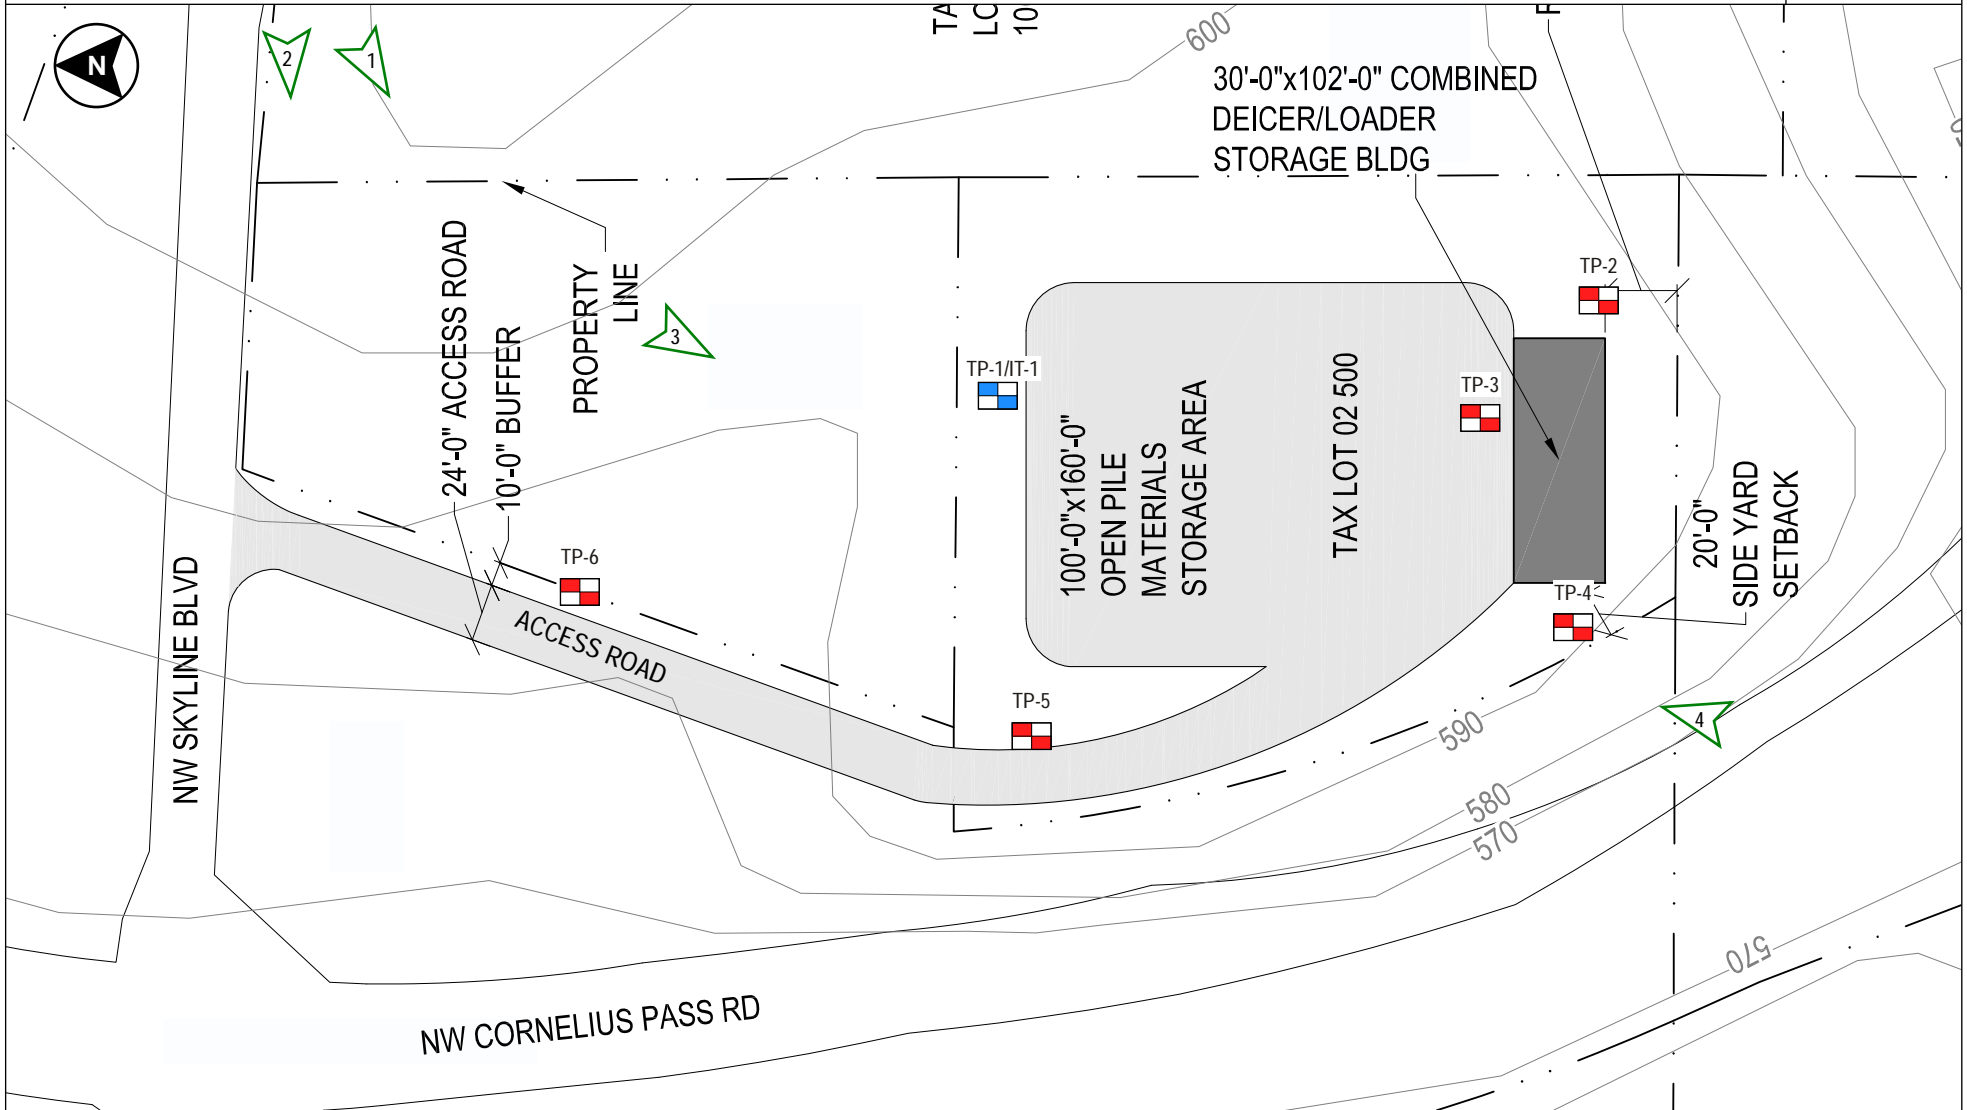 N
2
1
TA
LO
10
600
30'-0"x102'-0" COMBINED
DEICER/LOADER
STORAGE BLDG
24'-0" ACCESS ROAD
10'-0" BUFFER
PROPERTY
LINE
3
TP-1/IT-1
TP-2
TP-3
100'-0"x160'-0"
OPEN PILE
MATERIALS
STORAGE AREA
TAX LOT 02 500
20'-0"
SIDE YARD
SETBACK
TP-4
TP-6
ACCESS ROAD
TP-5
NW SKYLINE BLVD
4
590
580
570
570
NW CORNELIUS PASS RD